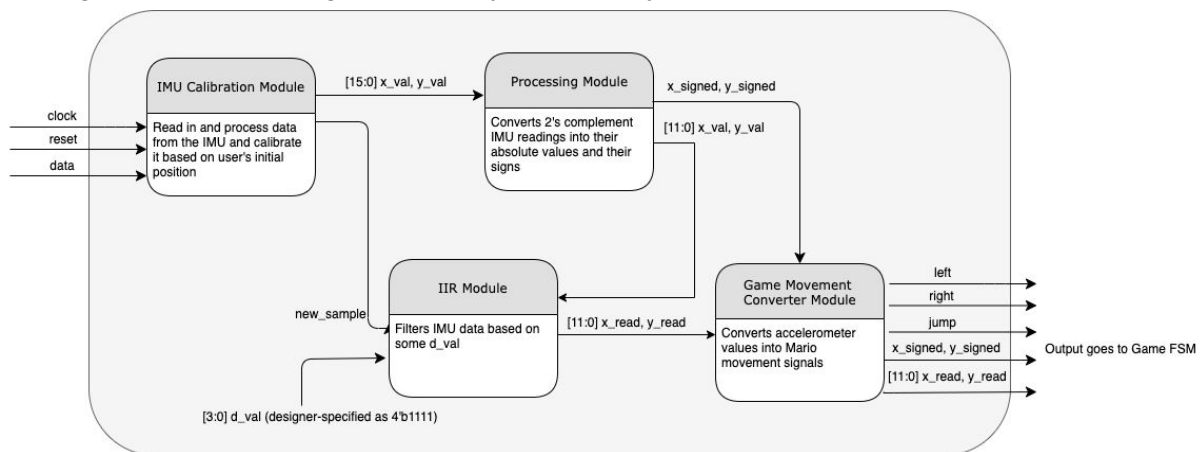 IMU Calibration Module
Read in and process data
from the IMU and calibrate
it based on user's initial
position
clock
reset
data
[15:0] x_val, y_val
Processing Module
Converts 2's complement
IMU readings into their
absolute values and their
signs
x_signed, y_signed
[11:0] x_val, y_val
new_sample
IIR Module
Filters IMU data based on
some d_val
[3:0] d_val (designer-specified as 4'b1111)
[11:0] x_read, y_read
Game Movement
Converter Module
Converts accelerometer
values into Mario
movement signals
left
right
jump
x_signed, y_signed
[11:0] x_read, y_read
Output goes to Game FSM